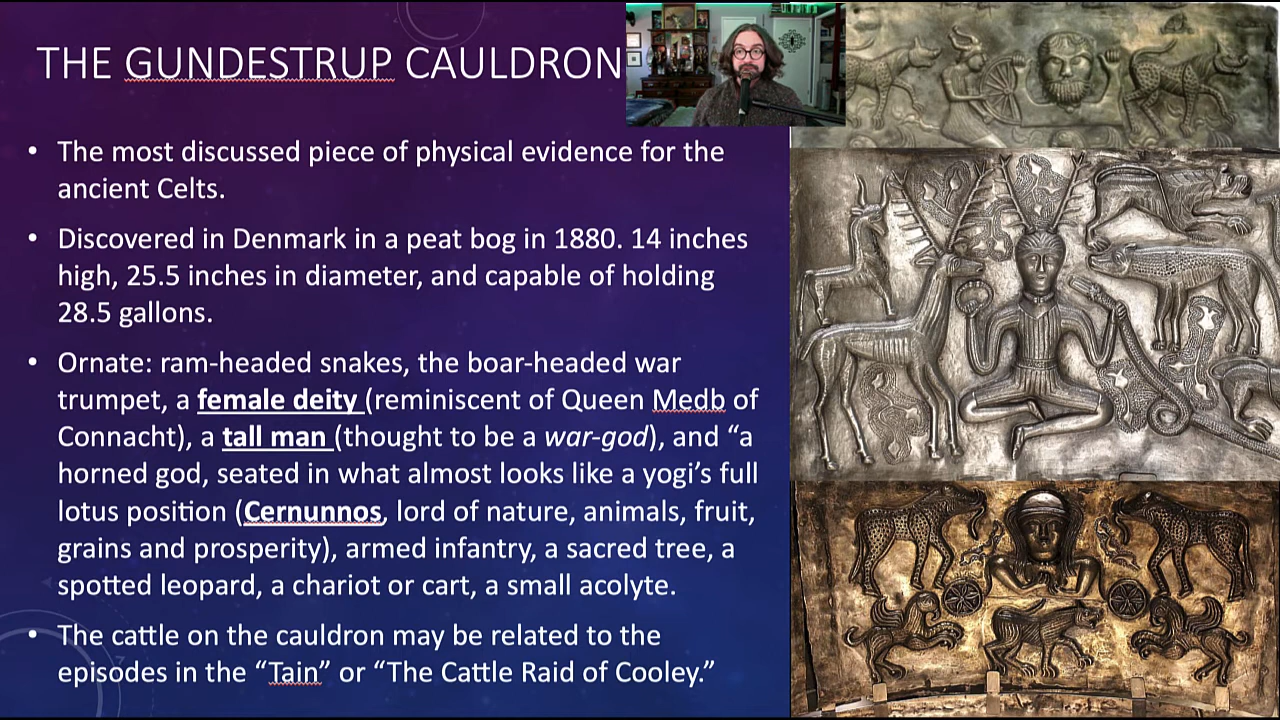 THE GUNDESTRUP CAULDRON
• The most discussed piece of physical evidence for the
ancient Celts.
• Discovered in Denmark in a peat bog in 1880. 14 inches
high, 25.5 inches in diameter, and capable of holding
28.5 gallons.
• Ornate: ram-headed snakes, the boar-headed war
trumpet, a female deity (reminiscent of Queen Medb of
Connacht), a tall man (thought to be a war-god), and “a
horned god, seated in what almost looks like a yogi’s full
lotus position (Cernunnos, lord of nature, animals, fruit,
grains and prosperity), armed infantry, a sacred tree, a
spotted leopard, a chariot or cart, a small acolyte.
• The cattle on the cauldron may be related to the
episodes in the “Tain” or “The Cattle Raid of Cooley.”